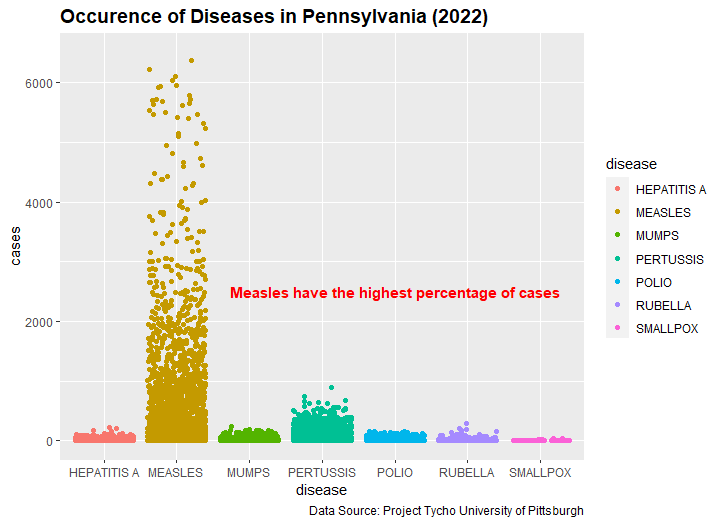 Occurence of Diseases in Pennsylvania (2022)
6000
4000
2000
0
cases
Measles have the highest percentage of cases
HEPATITIS A MEASLES MUMPS PERTUSSIS POLIO RUBELLA SMALLPOX
disease
Data Source: Project Tycho University of Pittsburgh
disease
HEPATITIS A
MEASLES
MUMPS
PERTUSSIS
POLIO
RUBELLA
SMALLPOX